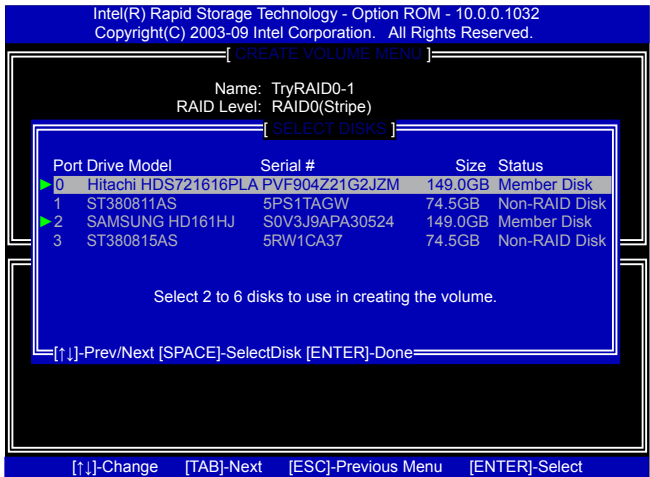 Intel(R) Rapid Storage Technology - Option ROM - 10.0.0.1032
Copyright(C) 2003-09 Intel Corporation. All Rights Reserved.
[ CREATE VOLUME MENU ]
Name: TryRAID0-1
RAID Level: RAID0(Stripe)
[ SELECT DISKS ]
Port Drive Model Serial # Size Status
0 Hitachi HDS721616PLA PVF904Z21G2JZM 149.0GB Member Disk
1 ST380811AS 5PS1TAGW 74.5GB Non-RAID Disk
2 SAMSUNG HD161HJ S0V3J9APA30524 149.0GB Member Disk
3 ST380815AS 5RW1CA37 74.5GB Non-RAID Disk
Select 2 to 6 disks to use in creating the volume.
[↑↓]-Prev/Next [SPACE]-SelectDisk [ENTER]-Done
[↑↓]-Change [TAB]-Next [ESC]-Previous Menu [ENTER]-Select